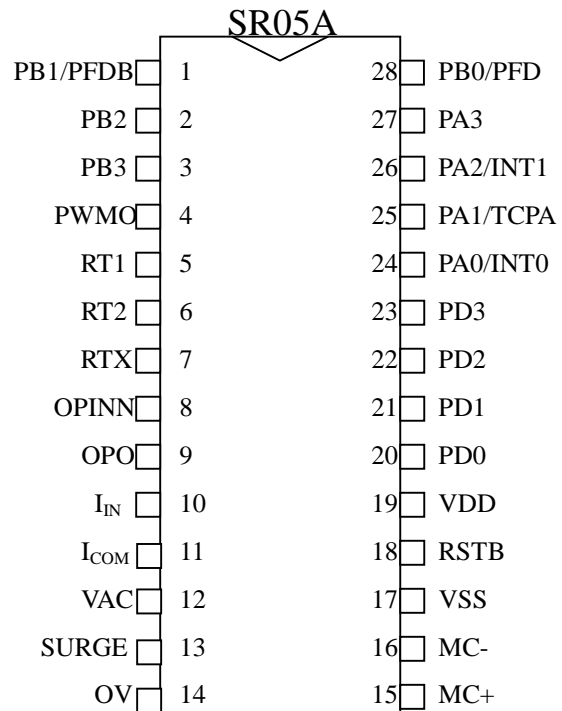 SR05A
PB1/PFDB 1 28 PB0/PFD
PB2 2 27 PA3
PB3 3 26 PA2/INT1
PWMO 4 25 PA1/TCPA
RT1 5 24 PA0/INT0
RT2 6 23 PD3
RTX 7 22 PD2
OPINN 8 21 PD1
OPO 9 20 PD0
IIN 10 19 VDD
ICOM 11 18 RSTB
VAC 12 17 VSS
SURGE 13 16 MC-
OV 14 15 MC+